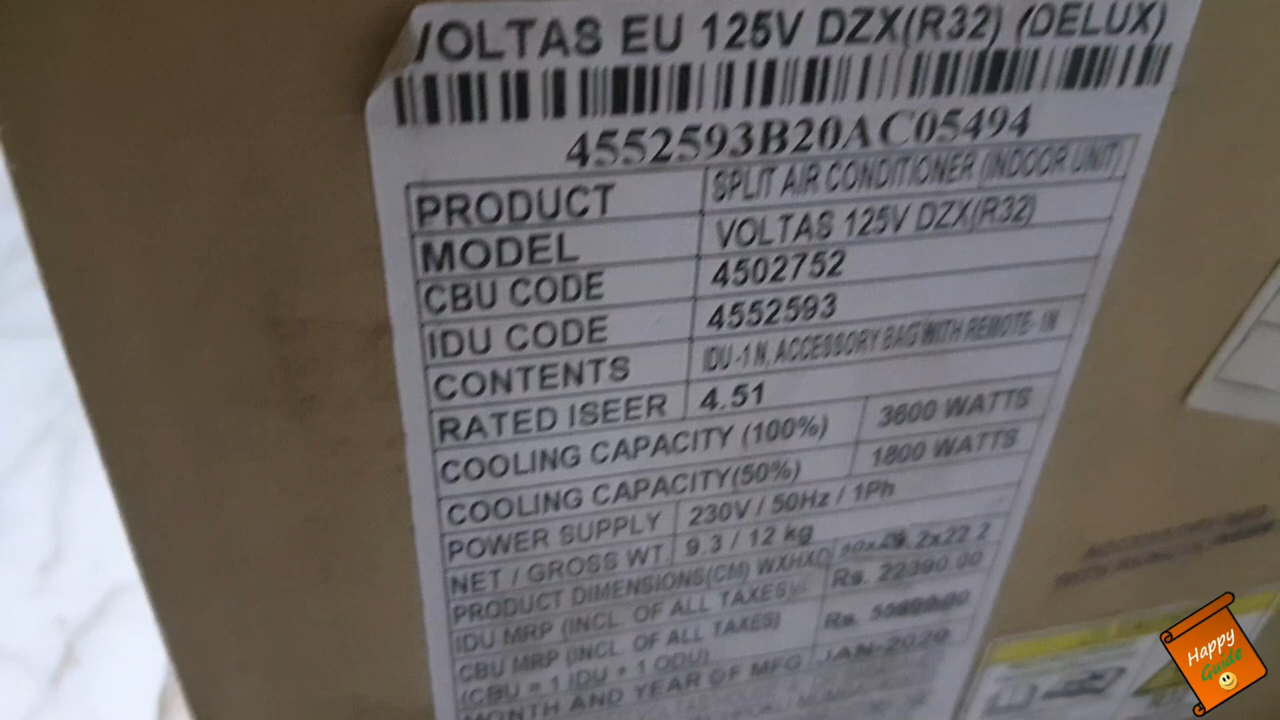 VOLTAS EU 125V DZX(R32) (DELUX)
4552593B20AC05494
PRODUCT SPLIT AIR CONDITIONER (INDOOR UNIT)
MODEL VOLTAS 125V DZX(R32)
CBU CODE 4502752
IDU CODE 4552593
CONTENTS IDU -1 N, ACCESSORY BAG WITH REMOTE- 1N
RATED ISEER 4.51
COOLING CAPACITY (100%) 3600 WATTS
COOLING CAPACITY(50%) 1800 WATTS
POWER SUPPLY 230V / 50Hz / 1Ph
NET / GROSS WT 9.3 / 12 kg
PRODUCT DIMENSIONS(CM) WXHXD
IDU MRP (INCL. OF ALL TAXES) Rs. 22390.00
CBU MRP (INCL. OF ALL TAXES) Rs.
(CBU = 1 IDU + 1 ODU)
MONTH AND YEAR OF MFG JAN-2020
Happy
Guide